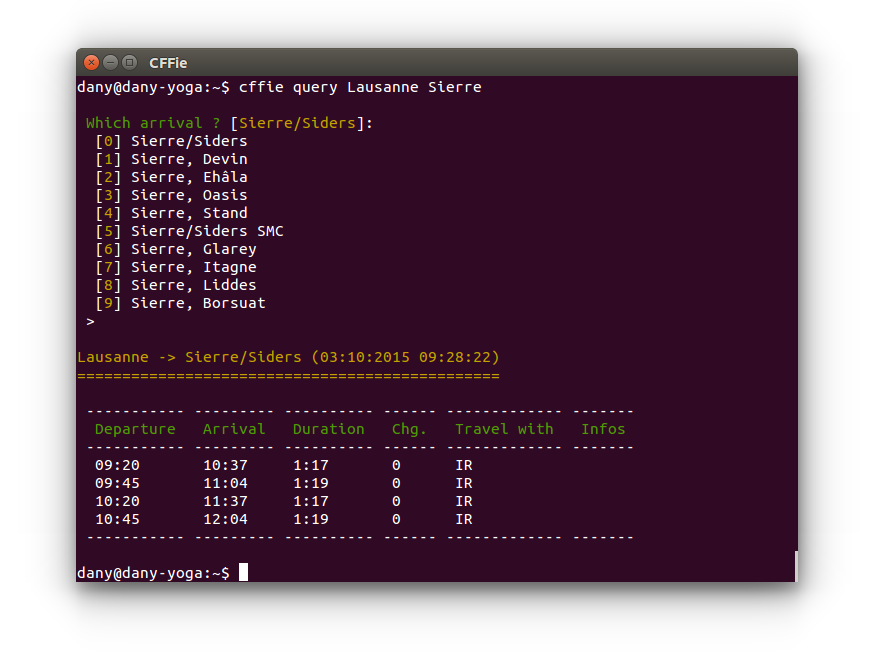 CFFie
dany@dany-yoga:~$ cffie query Lausanne Sierre
Which arrival ? [Sierre/Siders]:
[0] Sierre/Siders
[1] Sierre, Devin
[2] Sierre, Ehâla
[3] Sierre, Oasis
[4] Sierre, Stand
[5] Sierre/Siders SMC
[6] Sierre, Glarey
[7] Sierre, Itagne
[8] Sierre, Liddes
[9] Sierre, Borsuat
>
Lausanne -> Sierre/Siders (03:10:2015 09:28:22)
===============================================
----------- --------- ---------- ------ ------------- -------
Departure Arrival Duration Chg. Travel with Infos
----------- --------- ---------- ------ ------------- -------
09:20 10:37 1:17 0 IR
09:45 11:04 1:19 0 IR
10:20 11:37 1:17 0 IR
10:45 12:04 1:19 0 IR
----------- --------- ---------- ------ ------------- -------
dany@dany-yoga:~$